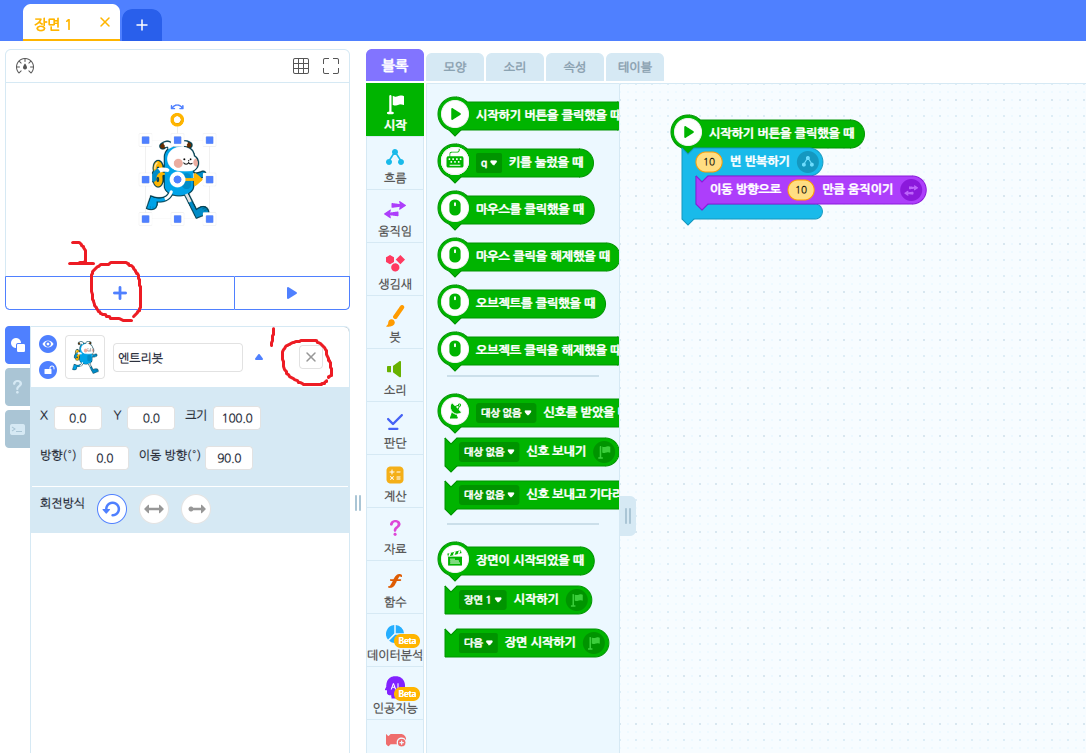 장면 1
블록
모양
소리
속성
테이블
시작
흐름
움직임
생김새
붓
소리
판단
계산
자료
함수
Beta
데이터분석
AI
Beta
인공지능
시작하기 버튼을 클릭했을 때
q 키를 눌렀을 때
마우스를 클릭했을 때
마우스 클릭을 해제했을 때
오브젝트를 클릭했을 때
오브젝트 클릭을 해제했을 때
대상 없음 신호를 받았을
대상 없음 신호 보내기
대상 없음 신호 보내고 기다리
장면이 시작되었을 때
장면 1 시작하기
다음 장면 시작하기
시작하기 버튼을 클릭했을 때
10 번 반복하기
이동 방향으로 10 만큼 움직이기
2
1
엔트리봇
X 0.0 Y 0.0 크기 100.0
방향(°) 0.0 이동 방향(°) 90.0
회전방식